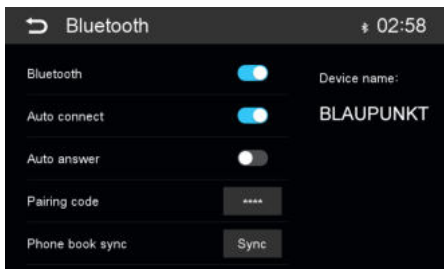 Bluetooth 02:58
Bluetooth
Device name:
Auto connect
BLAUPUNKT
Auto answer
Pairing code ****
Phone book sync Sync